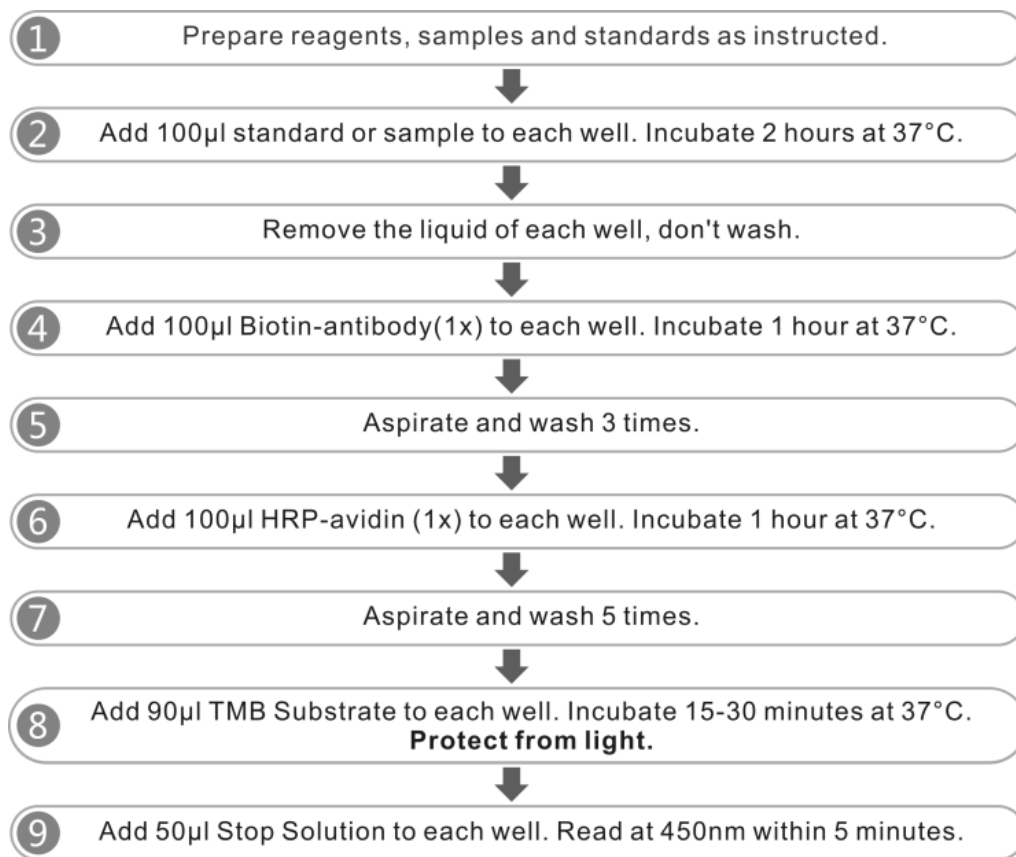 1 Prepare reagents, samples and standards as instructed.
2 Add 100µl standard or sample to each well. Incubate 2 hours at 37°C.
3 Remove the liquid of each well, don't wash.
4 Add 100µl Biotin-antibody(1x) to each well. Incubate 1 hour at 37°C.
5 Aspirate and wash 3 times.
6 Add 100µl HRP-avidin (1x) to each well. Incubate 1 hour at 37°C.
7 Aspirate and wash 5 times.
8 Add 90µl TMB Substrate to each well. Incubate 15-30 minutes at 37°C.
Protect from light.
9 Add 50µl Stop Solution to each well. Read at 450nm within 5 minutes.